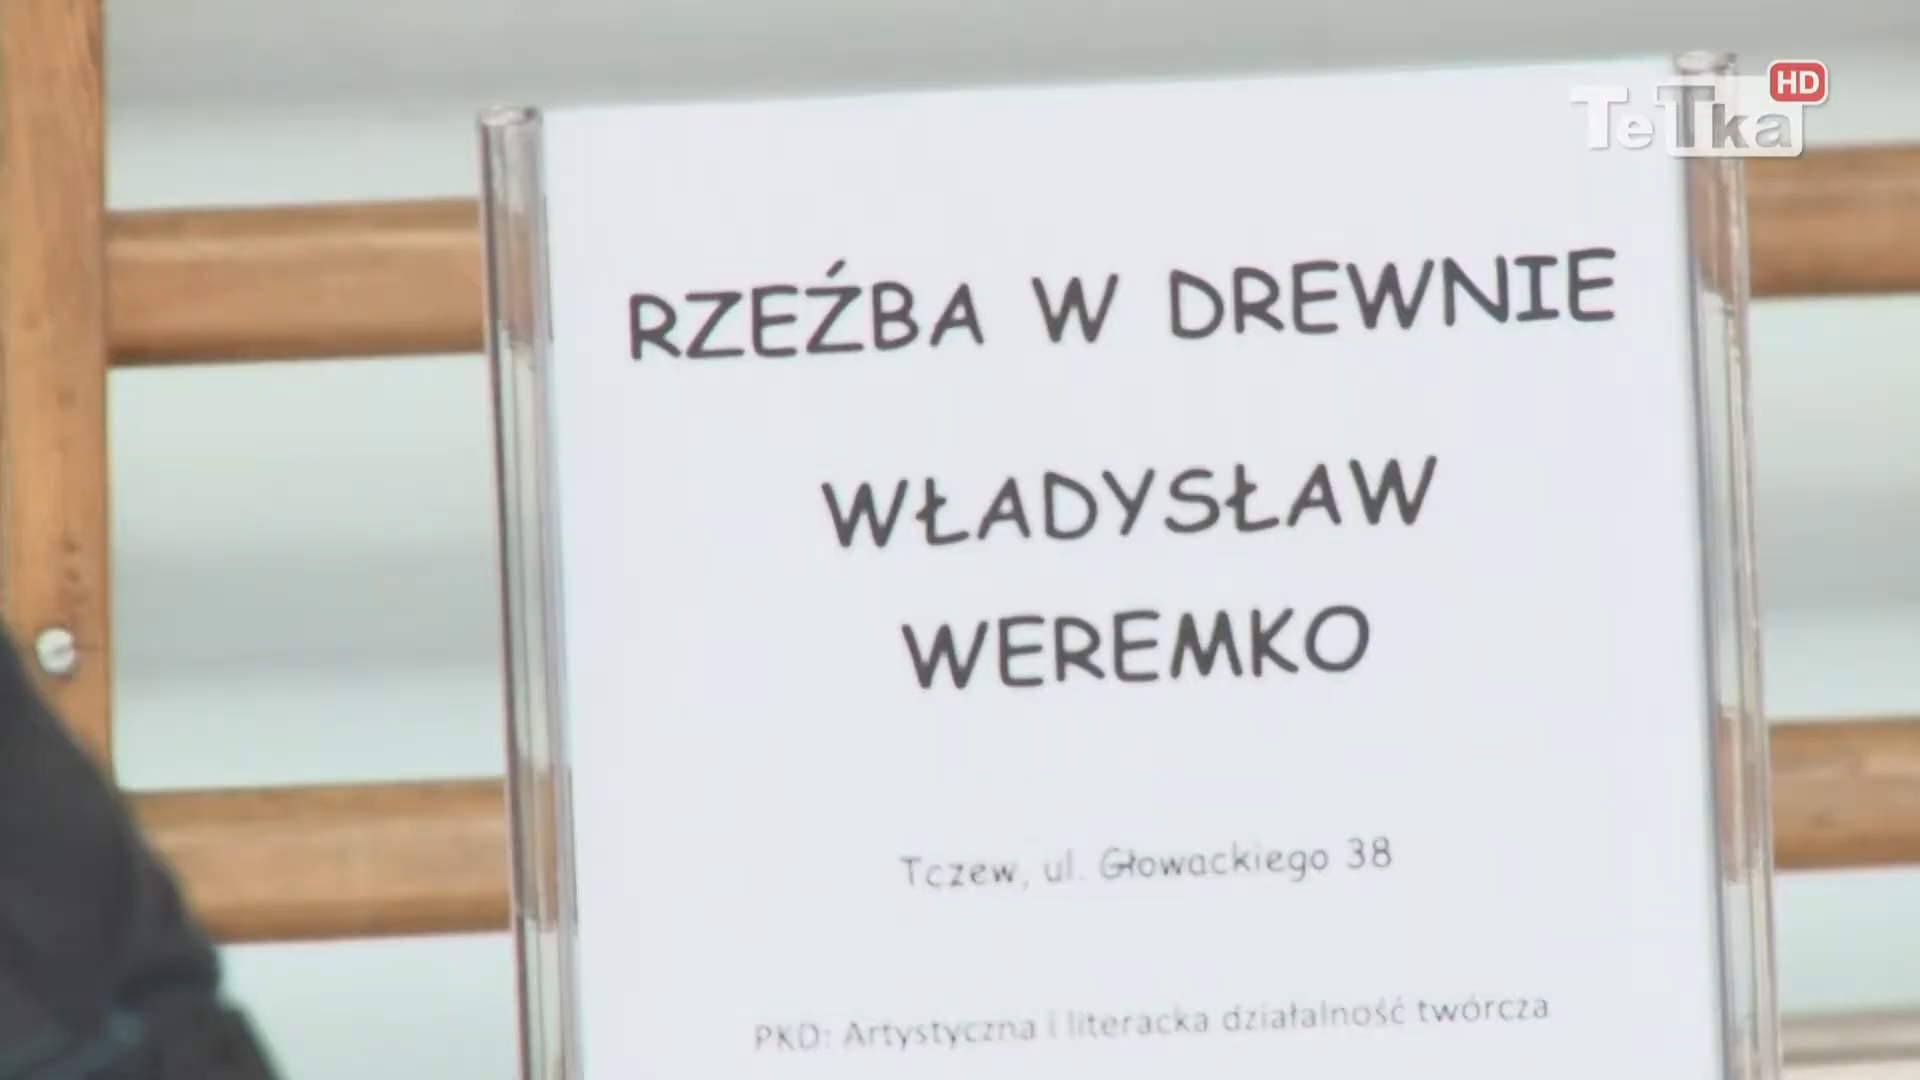 TeTka HD
RZEŹBA W DREWNIE
WŁADYSŁAW
WEREMKO
Tczew, ul. Głowackiego 38
PKD: Artystyczna i literacka działalność twórcza